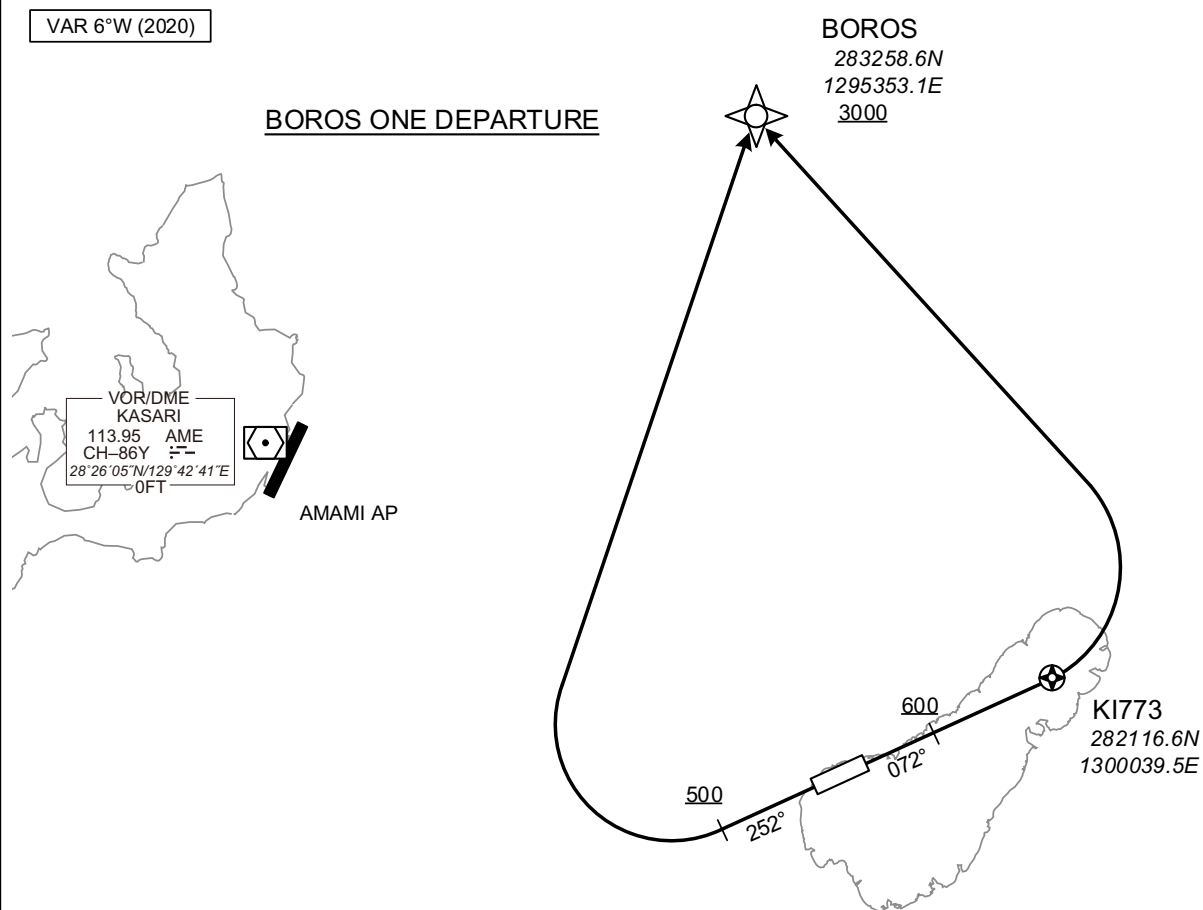 VAR 6°W (2020)
BOROS
283258.6N
1295353.1E
3000
BOROS ONE DEPARTURE
VOR/DME
KASARI
113.95 AME
CH–86Y
28°26'05"N/129°42'41"E
0FT
AMAMI AP
600
KI773
282116.6N
1300039.5E
072°
500
252°